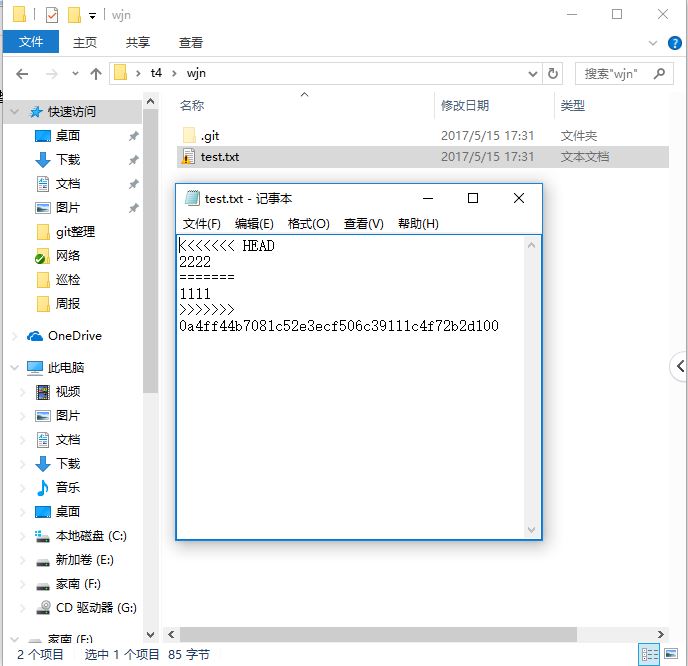 wjn
文件
主页
共享
查看
t4
wjn
搜索"wjn"
名称
修改日期
类型
.git
2017/5/15 17:31
文件夹
test.txt
2017/5/15 17:31
文本文档
快速访问
桌面
下载
文档
图片
git整理
网络
巡检
周报
OneDrive
此电脑
视频
图片
文档
下载
音乐
桌面
本地磁盘 (C:)
新加卷 (E:)
家南 (F:)
CD 驱动器 (G:)
家南 (F:)
test.txt - 记事本
文件(F) 编辑(E) 格式(O) 查看(V) 帮助(H)
<<<<<<< HEAD
2222
=======
1111
>>>>>>>
0a4ff44b7081c52e3ecf506c39111c4f72b2d100
2 个项目
选中 1 个项目 85 字节